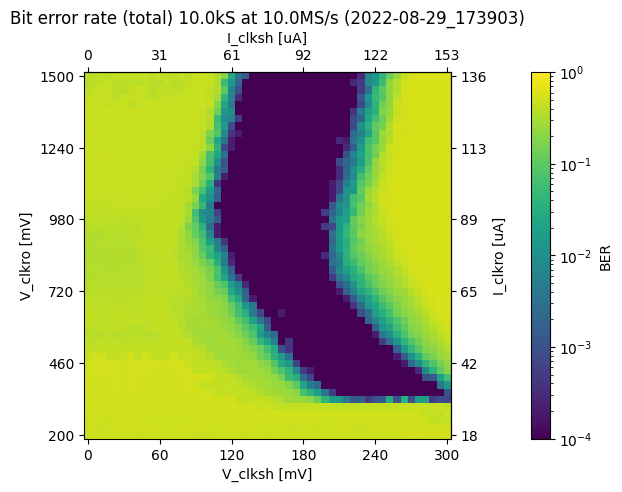 Bit error rate (total) 10.0kS at 10.0MS/s (2022-08-29_173903)
I_clksh [uA]
0 31 61 92 122 153
1500 136 10^0
1240 113 10^-1
980 89 10^-2
720 65 10^-3
460 42 10^-4
200 18
V_clkro [mV]
I_clkro [uA]
BER
0 60 120 180 240 300
V_clksh [mV]